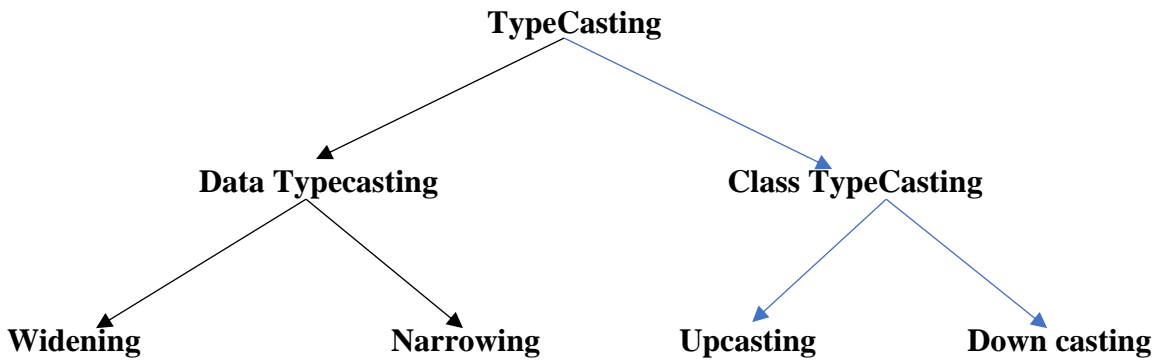 TypeCasting
Data Typecasting
Class TypeCasting
Widening
Narrowing
Upcasting
Down casting